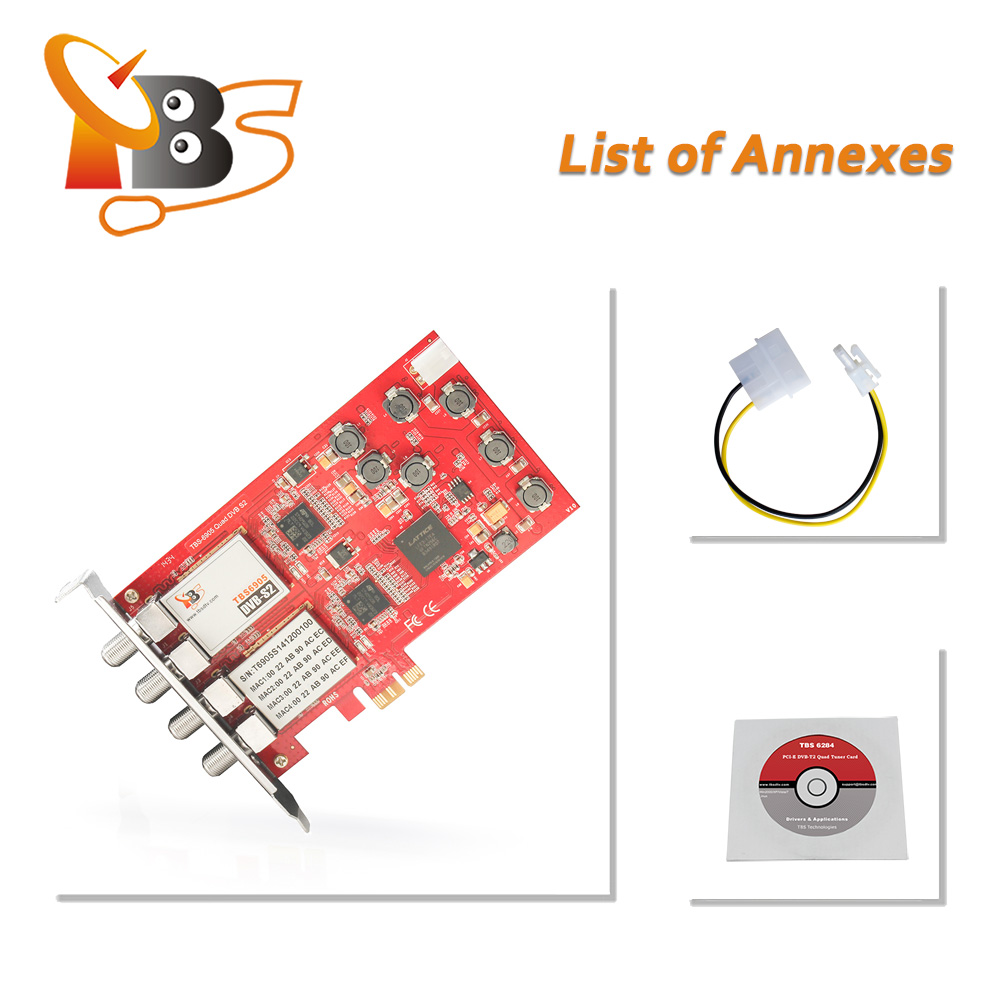 TBS
List of Annexes
TBS-6905 Quad DVB S2
TBS
www.tbsdtv.com
TBS6905
DVB-S2
S/N:T6905S141200100
MAC1:00 22 AB 90 AC EC
MAC2:00 22 AB 90 AC ED
MAC3:00 22 AB 90 AC EE
MAC4:00 22 AB 90 AC EF
ROHS
FC CE
LATTICE
V10
TBS 6284
PCI-E DVB-T2 Quad Tuner Card
www.tbsdtv.com
support@tbsdtv.com
Drivers & Applications
TBS Technologies